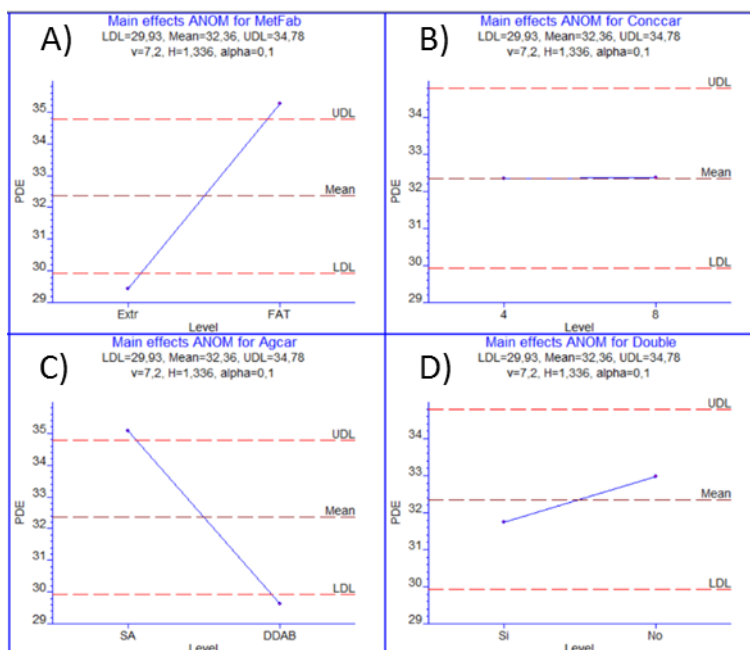 A)
Main effects ANOM for MetFab
LDL=29,93, Mean=32,36, UDL=34,78
v=7,2, H=1,336, alpha=0,1
PDE
35
34
33
32
31
30
29
UDL
Mean
LDL
Extr
FAT
Level
B)
Main effects ANOM for Conccar
LDL=29,93, Mean=32,36, UDL=34,78
v=7,2, H=1,336, alpha=0,1
PDE
34
33
32
31
30
29
UDL
Mean
LDL
4
8
Level
C)
Main effects ANOM for Agcar
LDL=29,93, Mean=32,36, UDL=34,78
v=7,2, H=1,336, alpha=0,1
PDE
35
34
33
32
31
30
29
UDL
Mean
LDL
SA
DDAB
Level
D)
Main effects ANOM for Double
LDL=29,93, Mean=32,36, UDL=34,78
v=7,2, H=1,336, alpha=0,1
PDE
34
33
32
31
30
29
UDL
Mean
LDL
Si
No
Level